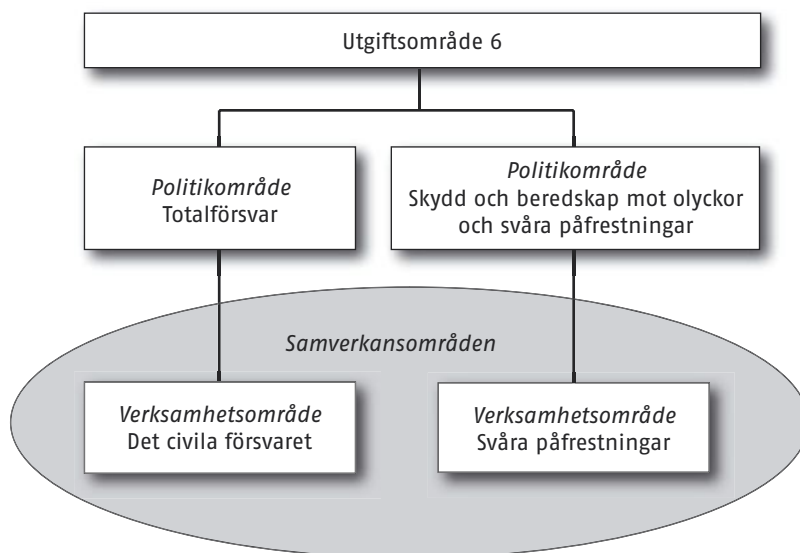 Utgiftsområde 6
Politikområde
Totalförsvar
Politikområde
Skydd och beredskap mot olyckor
och svåra påfrestningar
Samverkansområden
Verksamhetsområde
Det civila försvaret
Verksamhetsområde
Svåra påfrestningar